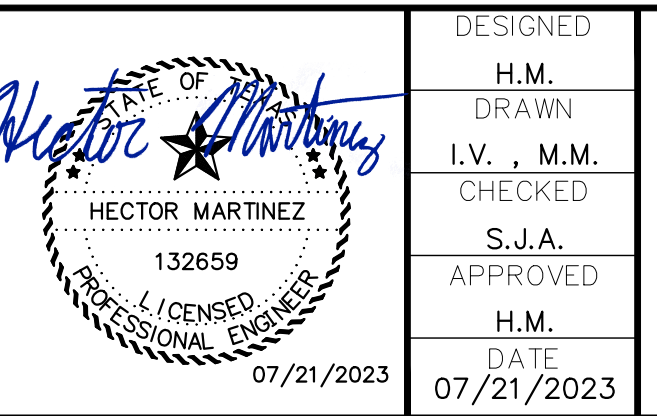 STATE OF TEXAS
Hector Martinez
HECTOR MARTINEZ
132659
LICENSED
PROFESSIONAL ENGINEER
07/21/2023
DESIGNED
H.M.
DRAWN
I.V. , M.M.
CHECKED
S.J.A.
APPROVED
H.M.
DATE
07/21/2023